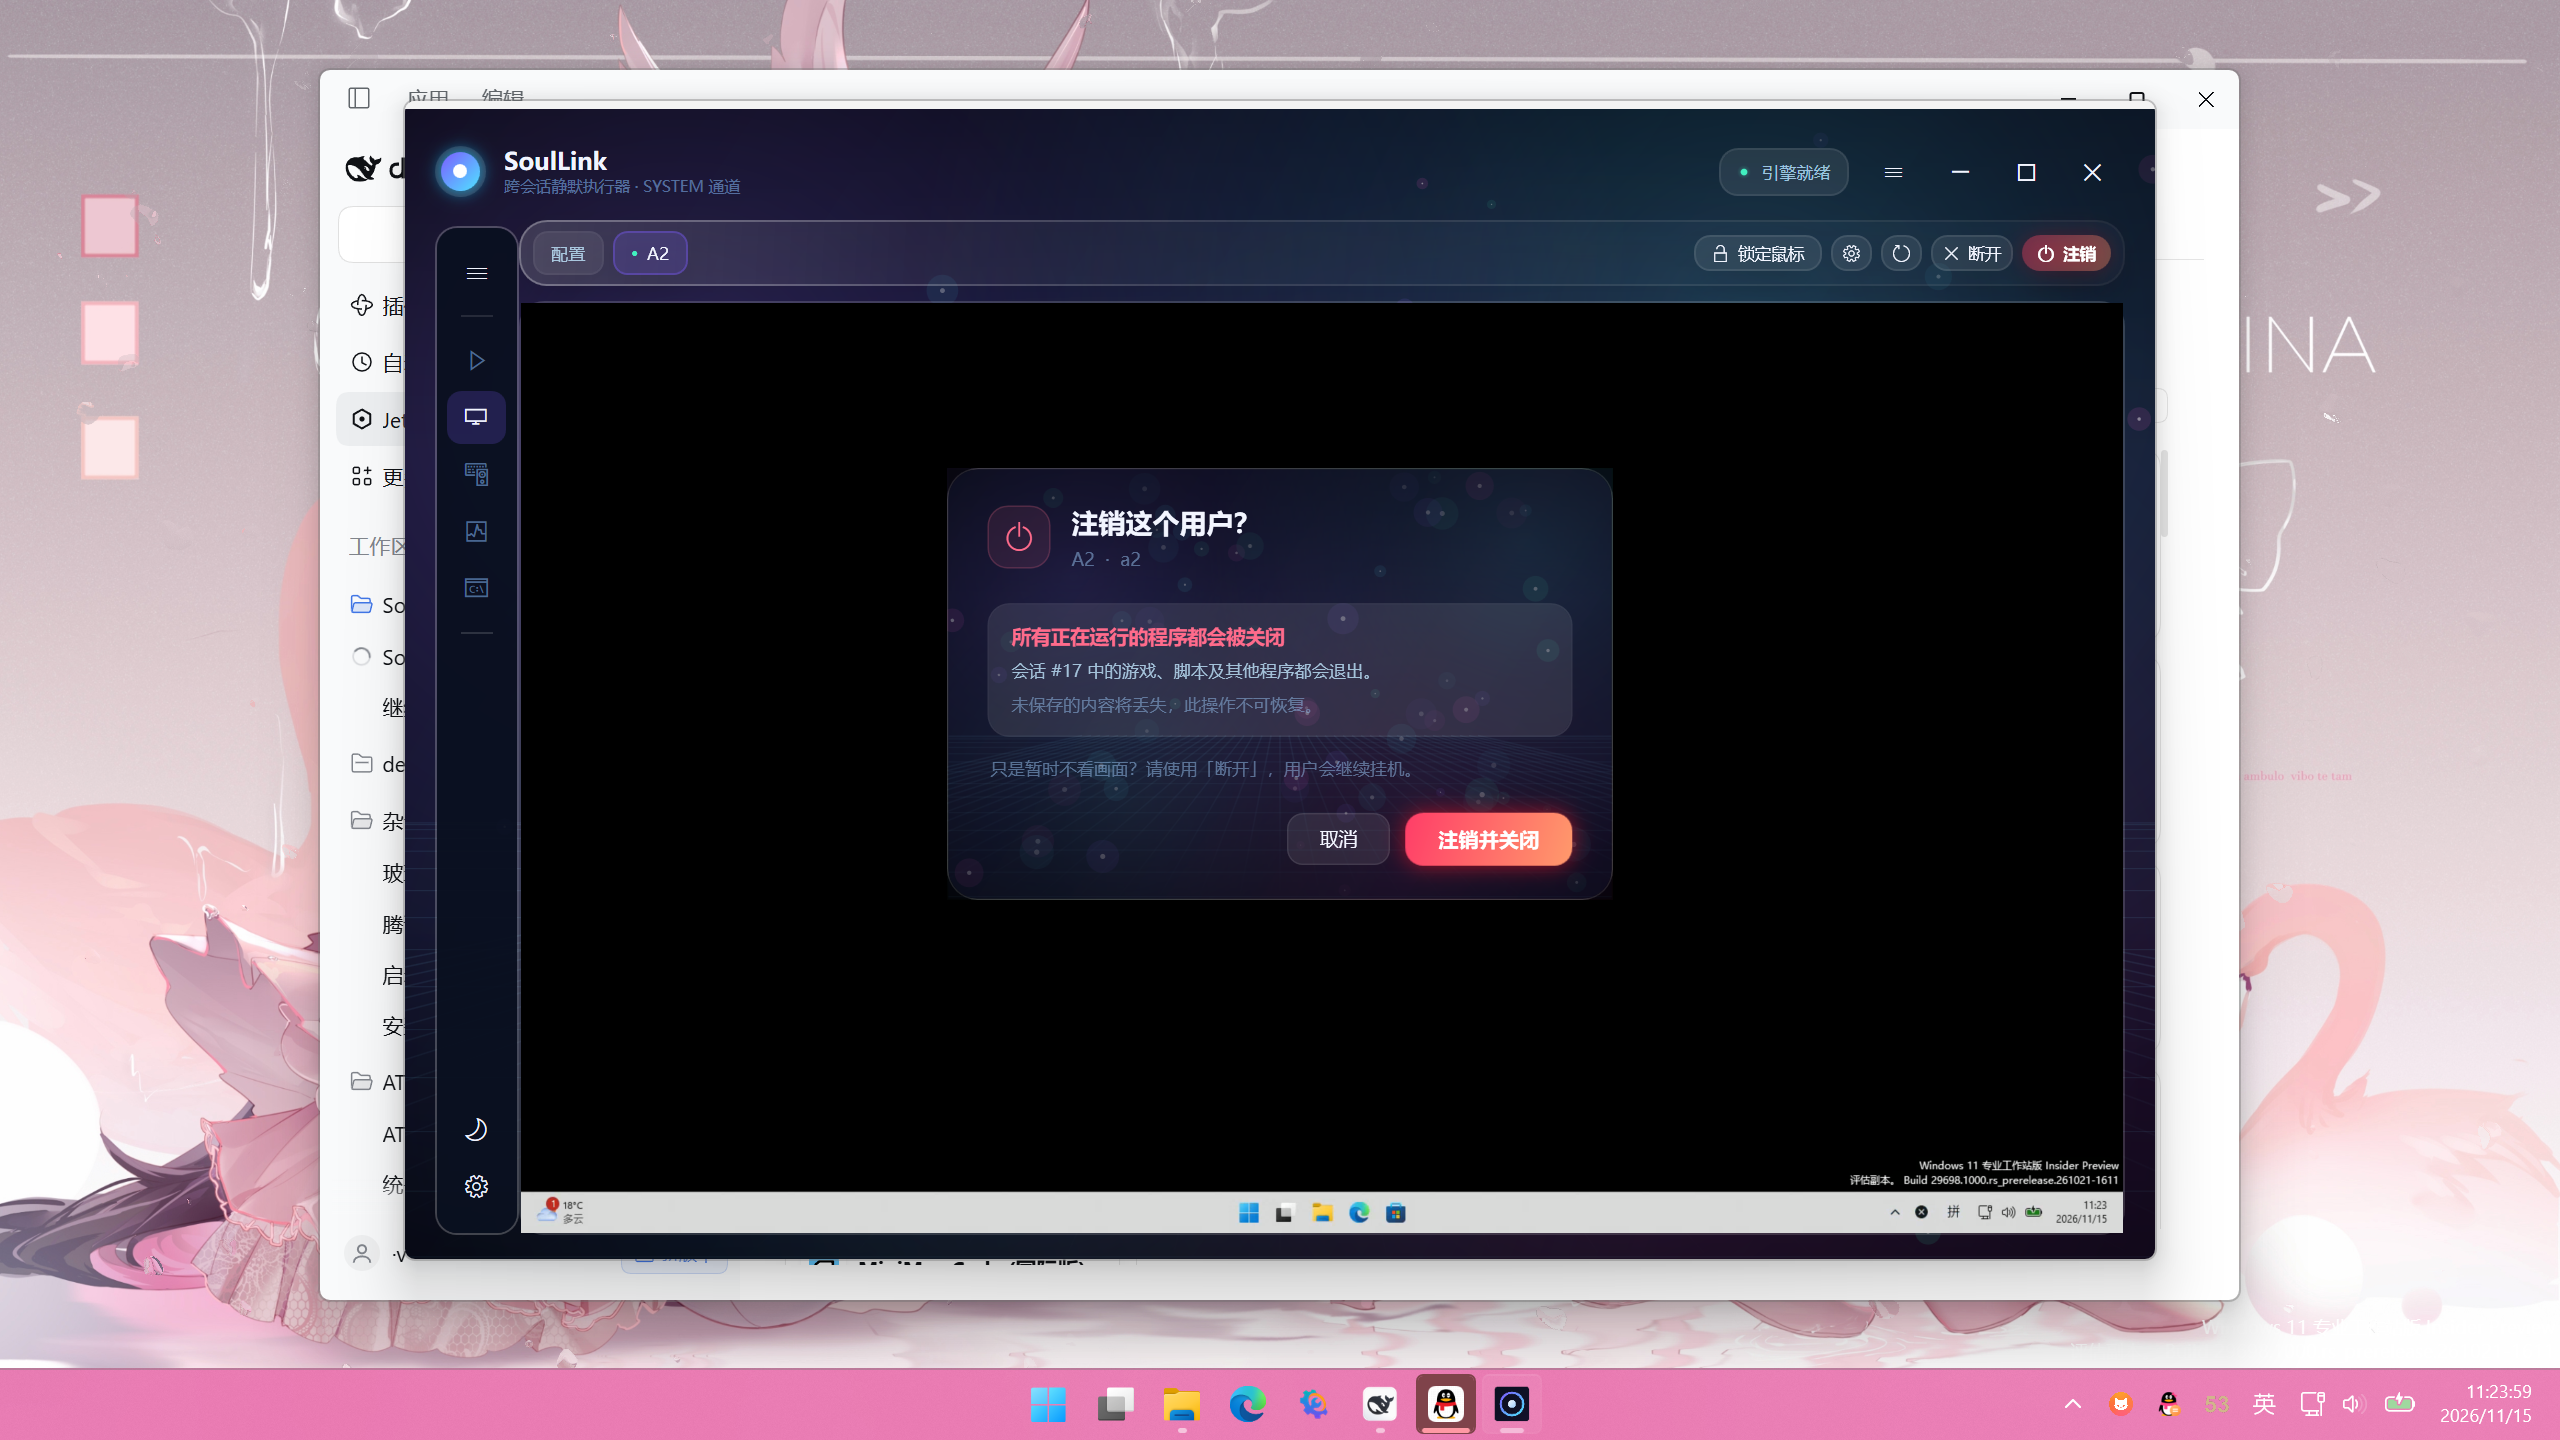 应用 编辑
SoulLink
跨会话静默执行器 · SYSTEM 通道
引擎就绪
配置
A2
锁定鼠标
断开
注销
插
自
Jet
更
工作区
So
So
继
de
杂
玻
腾
启
安
AT
AT
统
注销这个用户?
A2 · a2
所有正在运行的程序都会被关闭
会话 #17 中的游戏、脚本及其他程序都会退出。
未保存的内容将丢失，此操作不可恢复。
只是暂时不看画面？请使用「断开」，用户会继续挂机。
取消
注销并关闭
Windows 11 专业工作站版 Insider Preview
评估副本。 Build 29698.1000.rs_prerelease.261021-1611
1
18°C
多云
拼
11:23
2026/11/15
INA
ambulo vibo te tam
53
英
11:23:59
2026/11/15